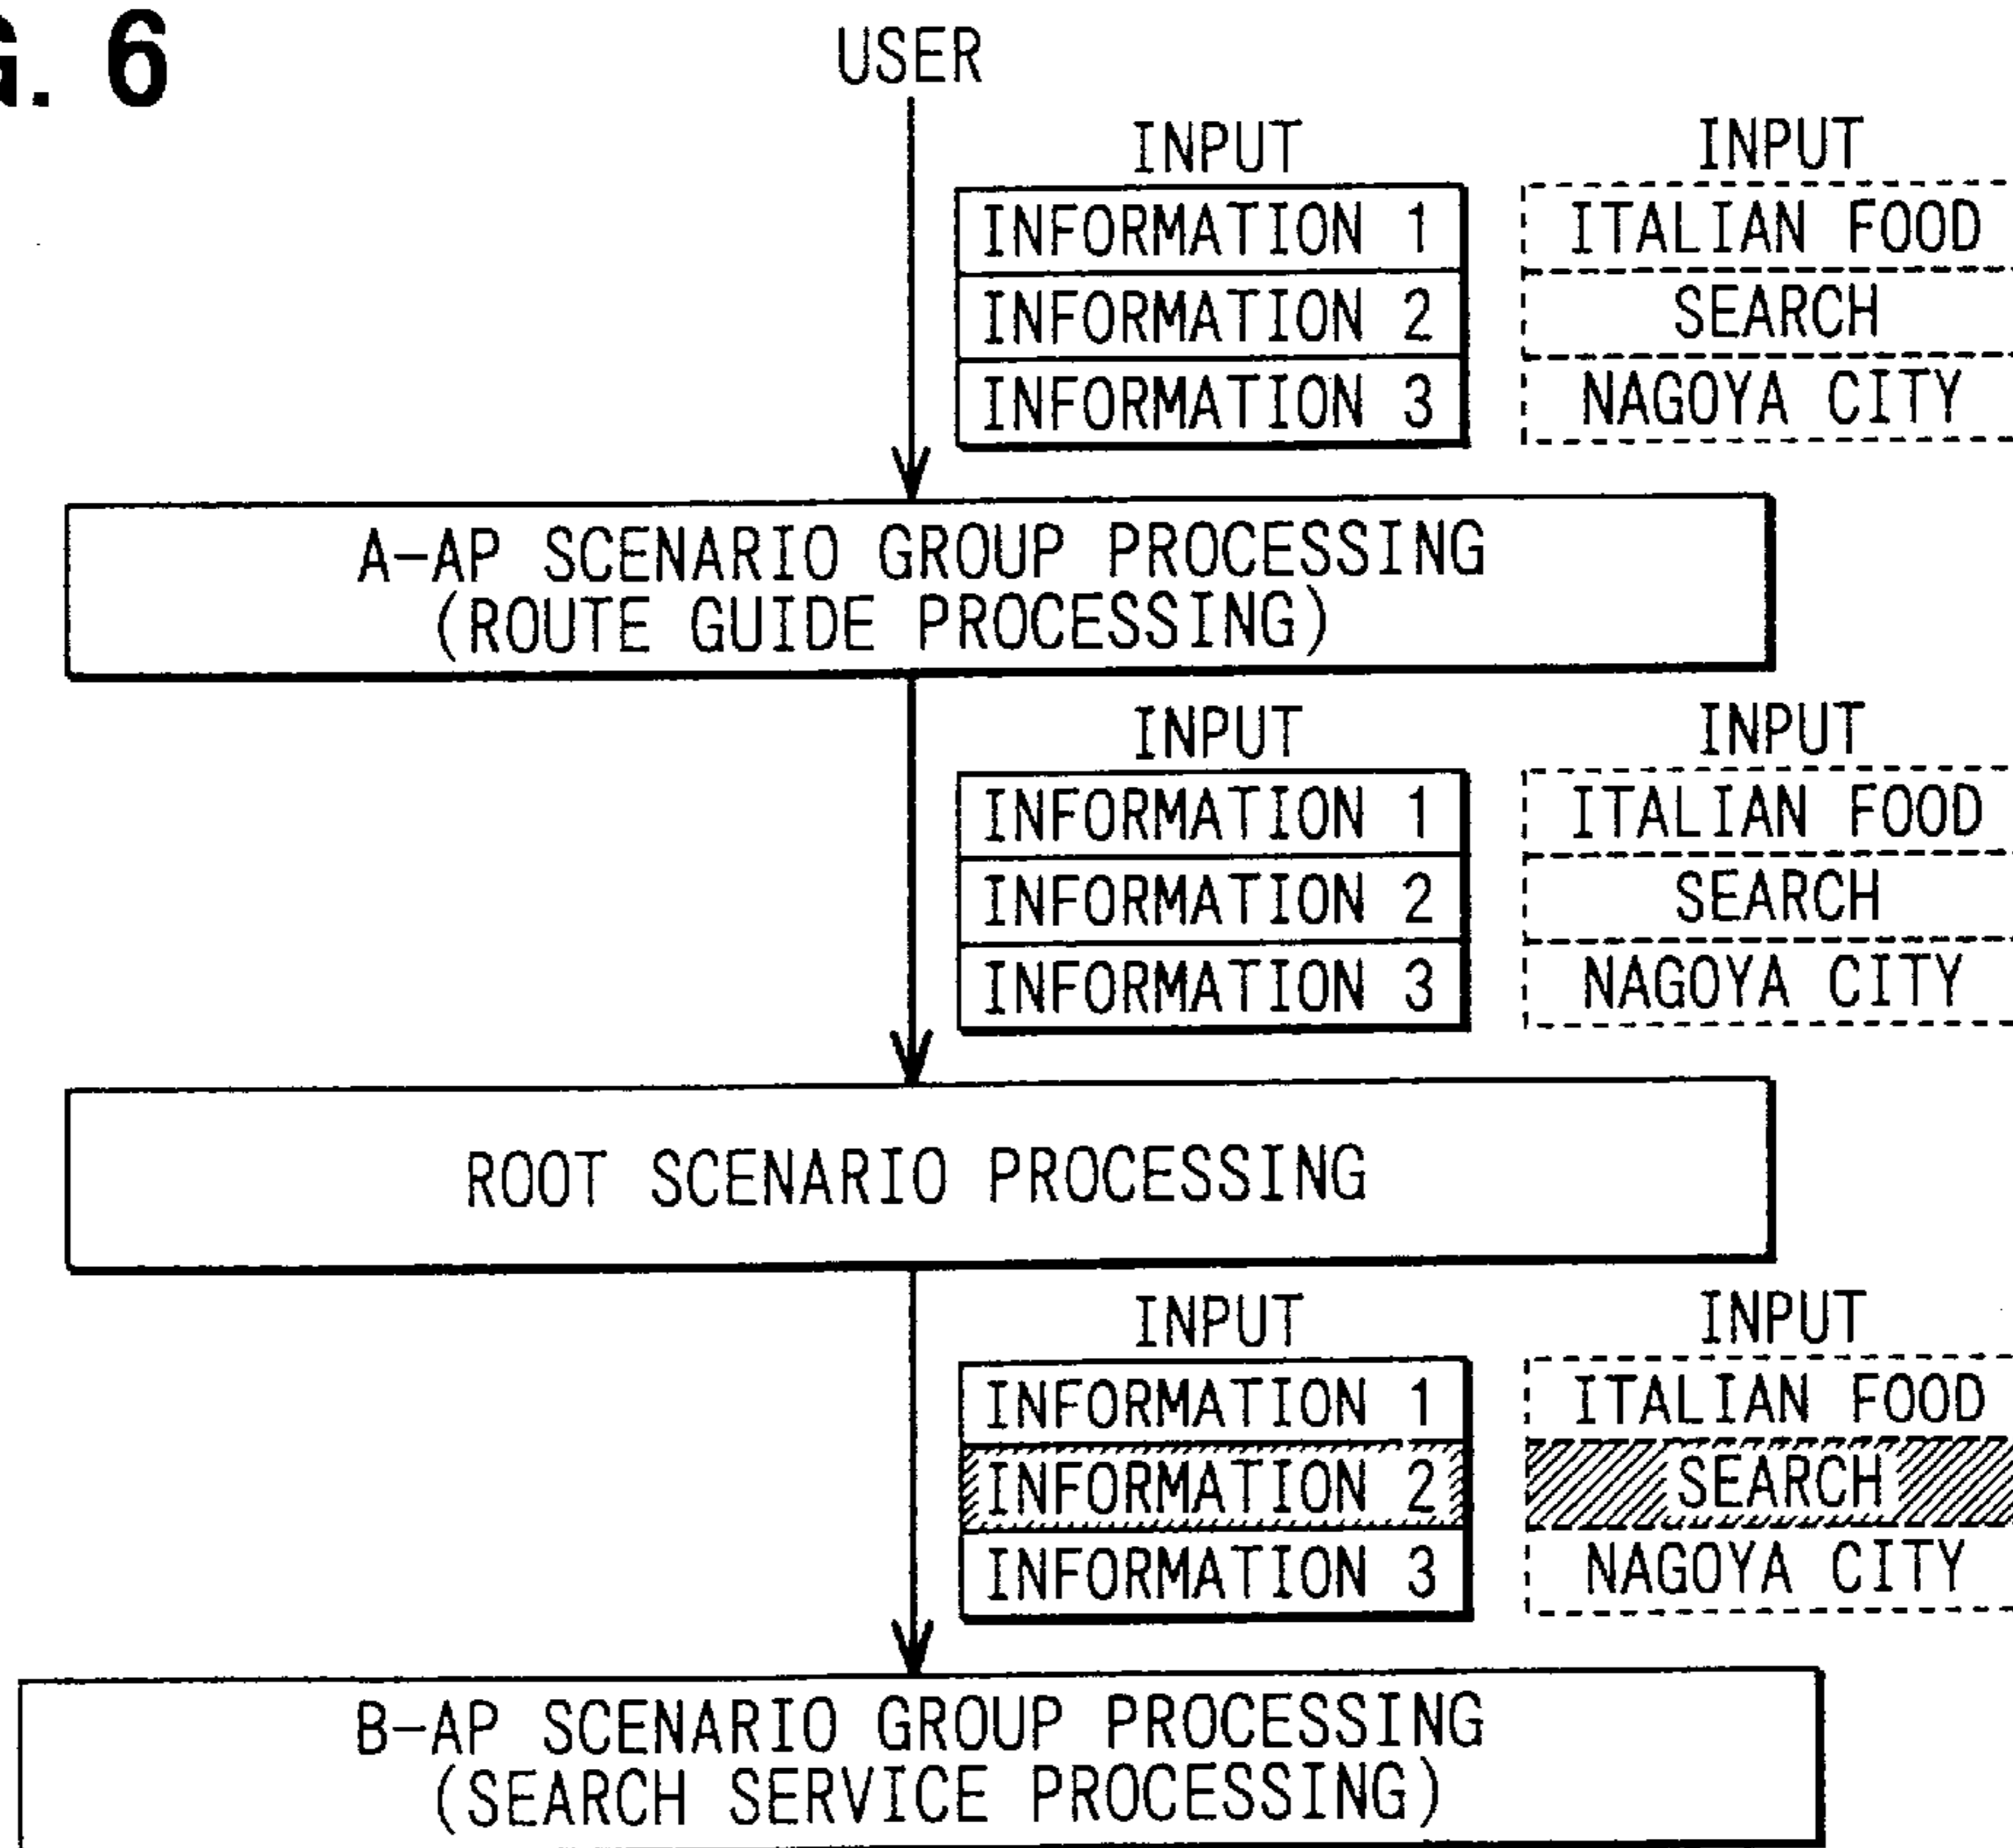 G. 6
USER
INPUT
INFORMATION 1
INFORMATION 2
INFORMATION 3
INPUT
ITALIAN FOOD
SEARCH
NAGOYA CITY
A-AP SCENARIO GROUP PROCESSING
(ROUTE GUIDE PROCESSING)
INPUT
INFORMATION 1
INFORMATION 2
INFORMATION 3
INPUT
ITALIAN FOOD
SEARCH
NAGOYA CITY
ROOT SCENARIO PROCESSING
INPUT
INFORMATION 1
INFORMATION 2
INFORMATION 3
INPUT
ITALIAN FOOD
SEARCH
NAGOYA CITY
B-AP SCENARIO GROUP PROCESSING
(SEARCH SERVICE PROCESSING)